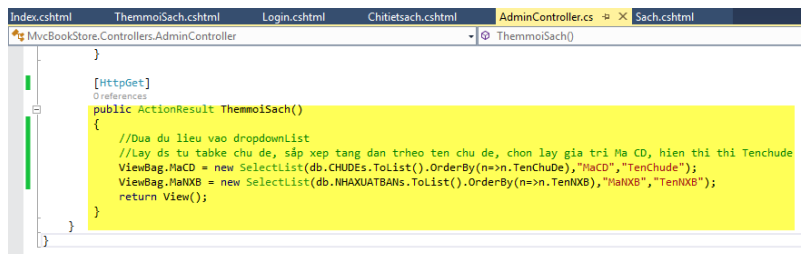 Index.cshtml ThemmoiSach.cshtml Login.cshtml Chitietsach.cshtml AdminController.cs Sach.cshtml
MvcBookStore.Controllers.AdminController ThemmoiSach()
}
[HttpGet]
0 references
public ActionResult ThemmoiSach()
{
//Dua du lieu vao dropdownList
//Lay ds tu tabke chu de, sắp xep tang dan trheo ten chu de, chon lay gia tri Ma CD, hien thi thi Tenchude
ViewBag.MaCD = new SelectList(db.CHUDEs.ToList().OrderBy(n=>n.TenChuDe),"MaCD","TenChude");
ViewBag.MaNXB = new SelectList(db.NHAXUATBANs.ToList().OrderBy(n=>n.TenNXB),"MaNXB","TenNXB");
return View();
}
}
}